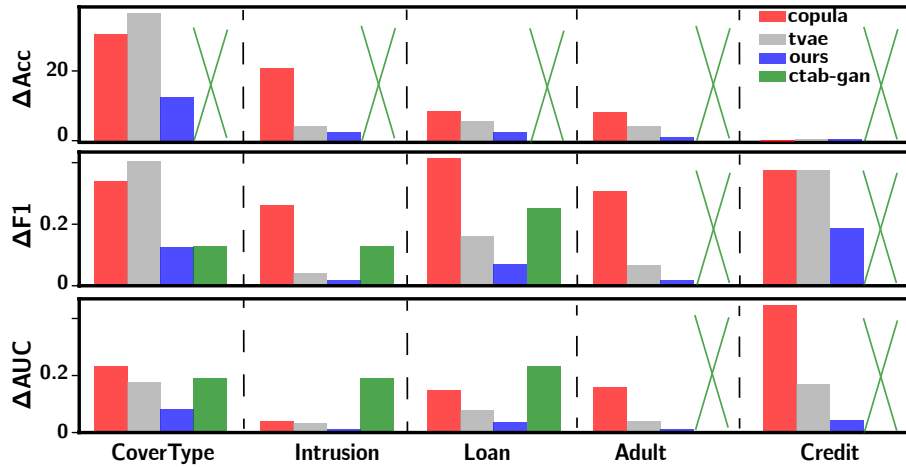 copula
tvae
ours
ctab-gan
ΔAcc
20
0
ΔF1
0.2
0
ΔAUC
0.2
0
CoverType Intrusion Loan Adult Credit